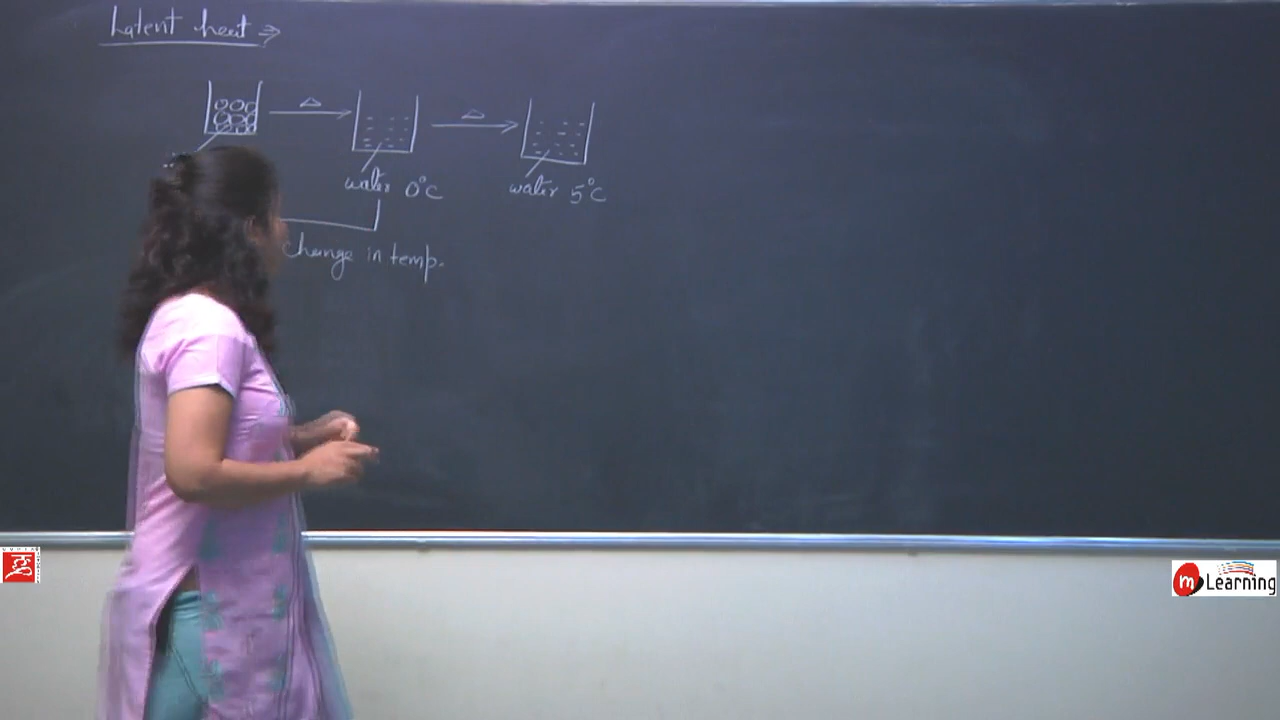 Latent heat →
Δ
Δ
water 0°C
water 5°C
change in temp.
m Learning